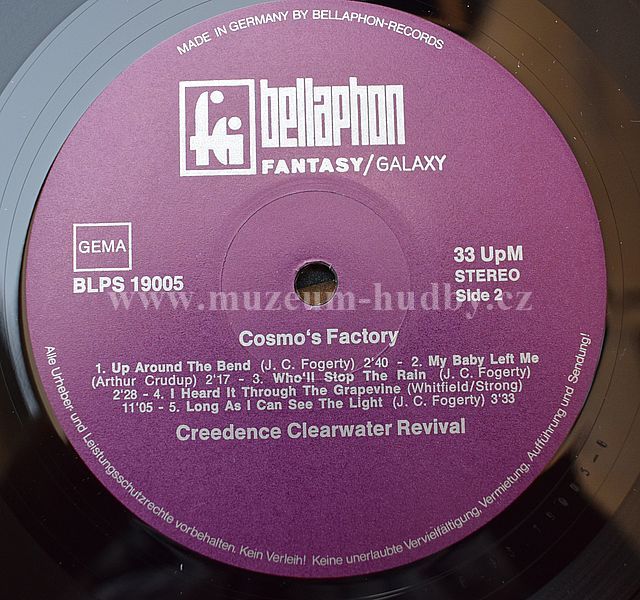 MADE IN GERMANY BY BELLAPHON-RECORDS
bellaphon
FANTASY/GALAXY
GEMA
BLPS 19005
33 UpM
STEREO
Side 2
www.muzeum-hudby.cz
Cosmo's Factory
1. Up Around The Bend (J. C. Fogerty) 2'40 - 2. My Baby Left Me
(Arthur Crudup) 2'17 - 3. Who'll Stop The Rain (J. C. Fogerty)
2'28 - 4. I Heard It Through The Grapevine (Whitfield/Strong)
11'05 - 5. Long As I Can See The Light (J. C. Fogerty) 3'33
Creedence Clearwater Revival
Alle Urheber- und Leistungsschutzrechte vorbehalten. Kein Verleih! Keine unerlaubte Vervielfältigung, Vermietung, Aufführung und Sendung!